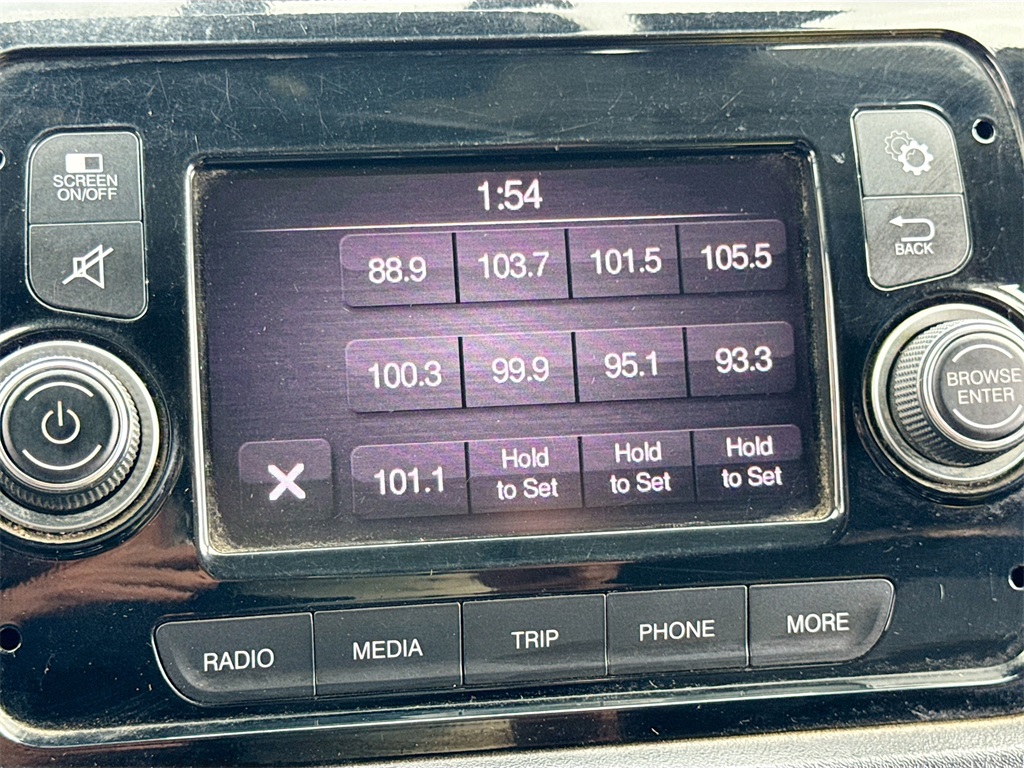 SCREEN
ON/OFF
1:54
88.9 103.7 101.5 105.5
BACK
100.3 99.9 95.1 93.3
BROWSE
ENTER
101.1
Hold
to Set
Hold
to Set
Hold
to Set
RADIO MEDIA TRIP PHONE MORE